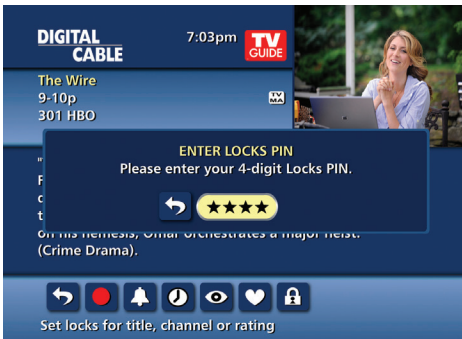 DIGITAL
CABLE
7:03pm
TV
GUIDE
The Wire
9-10p
TV
MA
301 HBO
ENTER LOCKS PIN
Please enter your 4-digit Locks PIN.
★★★★
on his nemesis, Omar orchestrates a major heist.
(Crime Drama).
Set locks for title, channel or rating